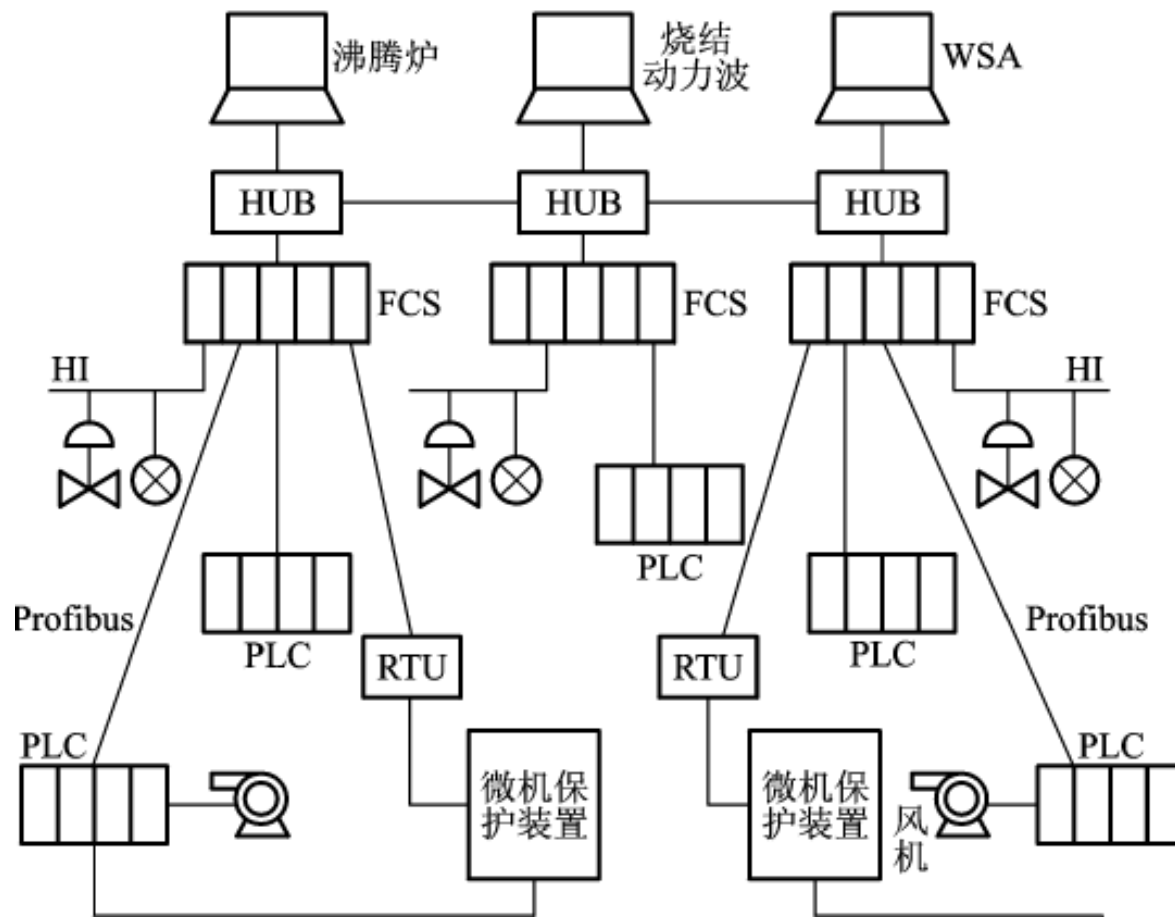 沸腾炉
烧结
动力波
WSA
HUB
HUB
HUB
FCS
FCS
FCS
HI
HI
PLC
Profibus
PLC
RTU
RTU
PLC
Profibus
PLC
微机保
护装置
微机保
护装置
风
机
PLC